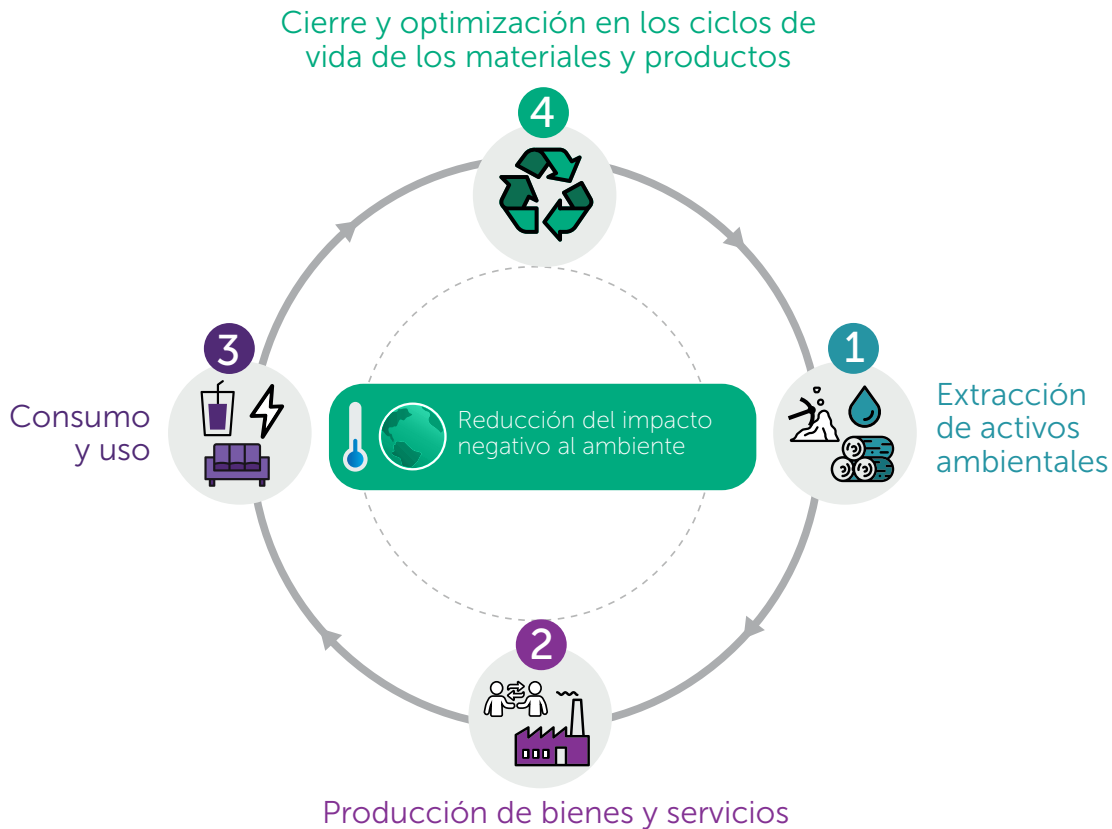 Cierre y optimización en los ciclos de
vida de los materiales y productos
4
1
Extracción
de activos
ambientales
2
Producción de bienes y servicios
3
Consumo
y uso
Reducción del impacto
negativo al ambiente